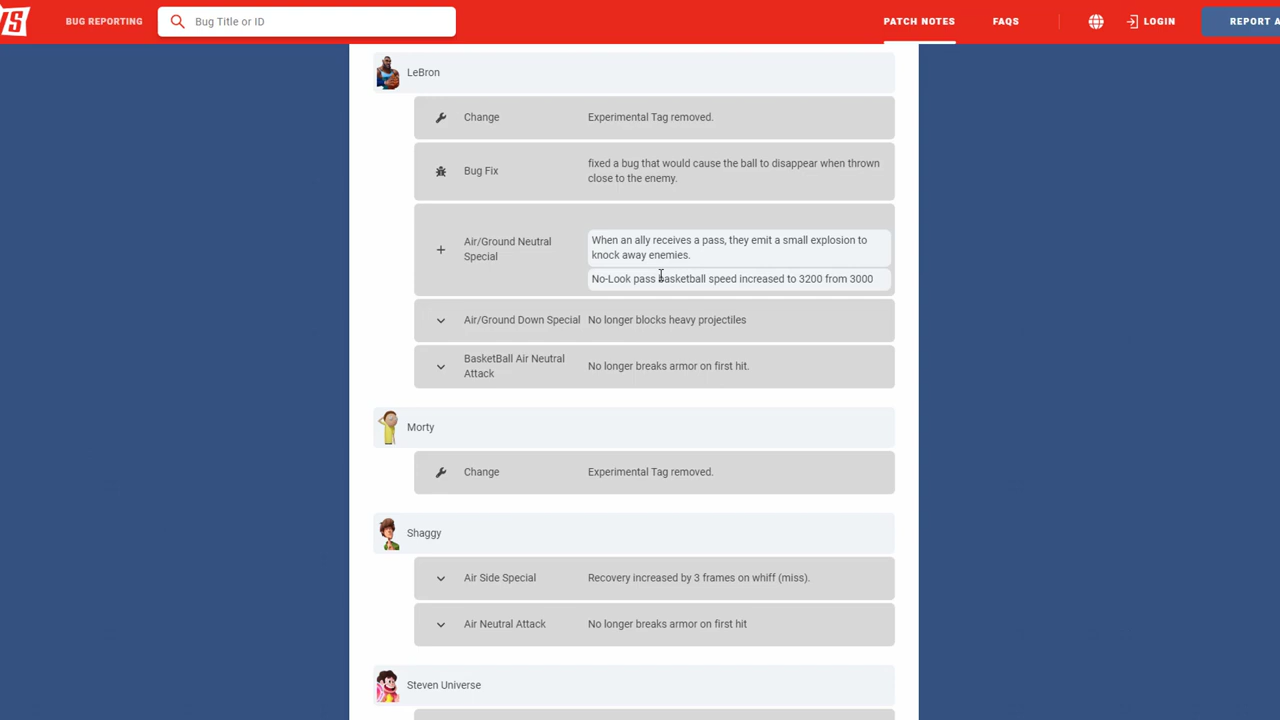 VS
BUG REPORTING
Bug Title or ID
PATCH NOTES
FAQS
LOGIN
REPORT A
LeBron
Change
Experimental Tag removed.
Bug Fix
fixed a bug that would cause the ball to disappear when thrown
close to the enemy.
Air/Ground Neutral
Special
When an ally receives a pass, they emit a small explosion to
knock away enemies.
No-Look pass basketball speed increased to 3200 from 3000
Air/Ground Down Special
No longer blocks heavy projectiles
BasketBall Air Neutral
Attack
No longer breaks armor on first hit.
Morty
Change
Experimental Tag removed.
Shaggy
Air Side Special
Recovery increased by 3 frames on whiff (miss).
Air Neutral Attack
No longer breaks armor on first hit
Steven Universe